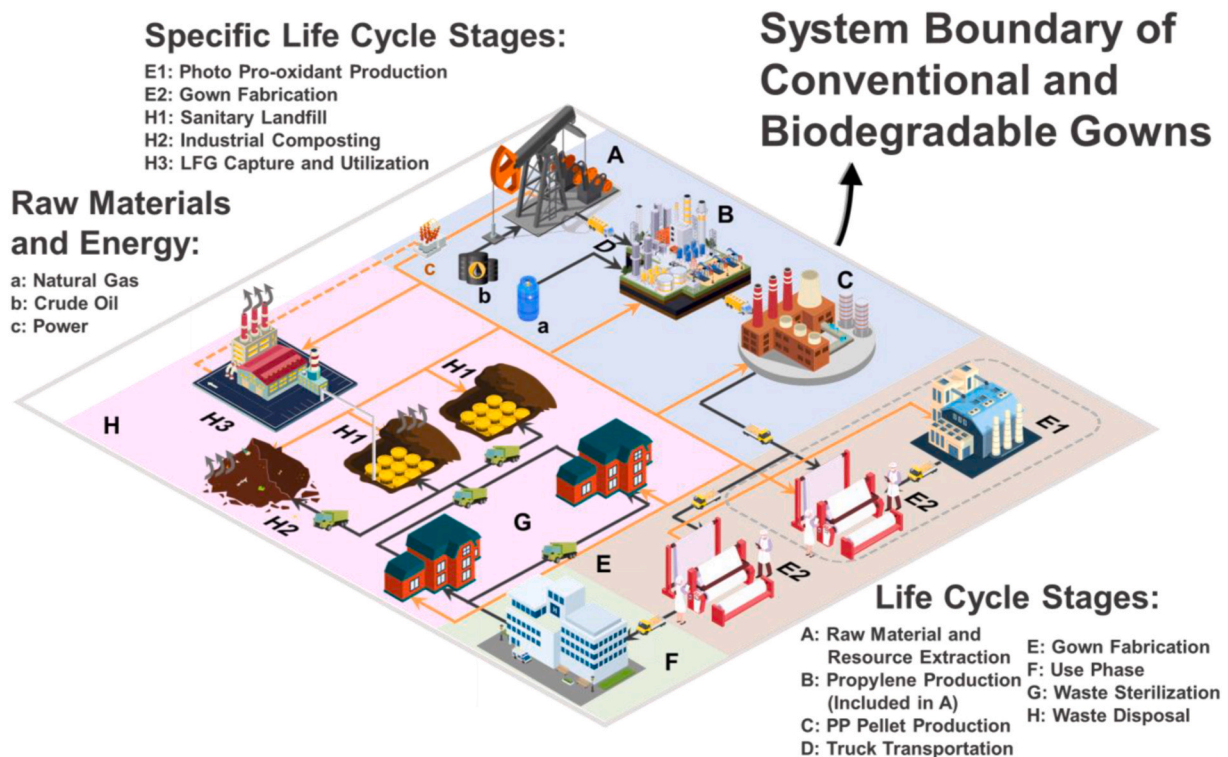 Specific Life Cycle Stages:
E1: Photo Pro-oxidant Production
E2: Gown Fabrication
H1: Sanitary Landfill
H2: Industrial Composting
H3: LFG Capture and Utilization
System Boundary of
Conventional and
Biodegradable Gowns
Raw Materials
and Energy:
a: Natural Gas
b: Crude Oil
c: Power
A
B
D
c
b
a
C
H1
H
H3
H1
E1
H2
G
E2
E
E2
F
Life Cycle Stages:
A: Raw Material and
Resource Extraction
B: Propylene Production
(Included in A)
C: PP Pellet Production
D: Truck Transportation
E: Gown Fabrication
F: Use Phase
G: Waste Sterilization
H: Waste Disposal